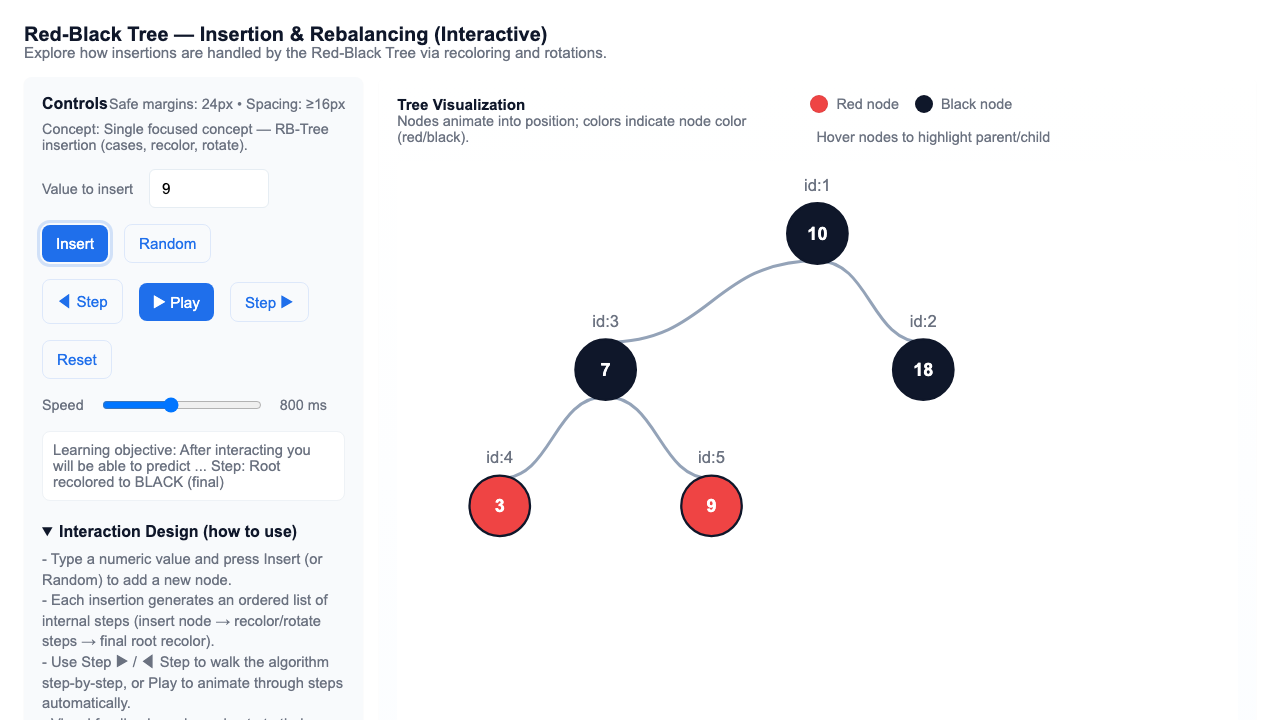 Red-Black Tree — Insertion & Rebalancing (Interactive)
Explore how insertions are handled by the Red-Black Tree via recoloring and rotations.
Controls
Safe margins: 24px • Spacing: ≥16px
Concept: Single focused concept — RB-Tree
insertion (cases, recolor, rotate).
Value to insert
9
Insert
Random
◀ Step
▶ Play
Step ▶
Reset
Speed
800 ms
Learning objective: After interacting you
will be able to predict ... Step: Root
recolored to BLACK (final)
▼ Interaction Design (how to use)
- Type a numeric value and press Insert (or
Random) to add a new node.
- Each insertion generates an ordered list of
internal steps (insert node → recolor/rotate
steps → final root recolor).
- Use Step ▶ / ◀ Step to walk the algorithm
step-by-step, or Play to animate through steps
automatically.
Tree Visualization
Nodes animate into position; colors indicate node color
(red/black).
Red node
Black node
Hover nodes to highlight parent/child
id:1
10
id:3
7
id:2
18
id:4
3
id:5
9